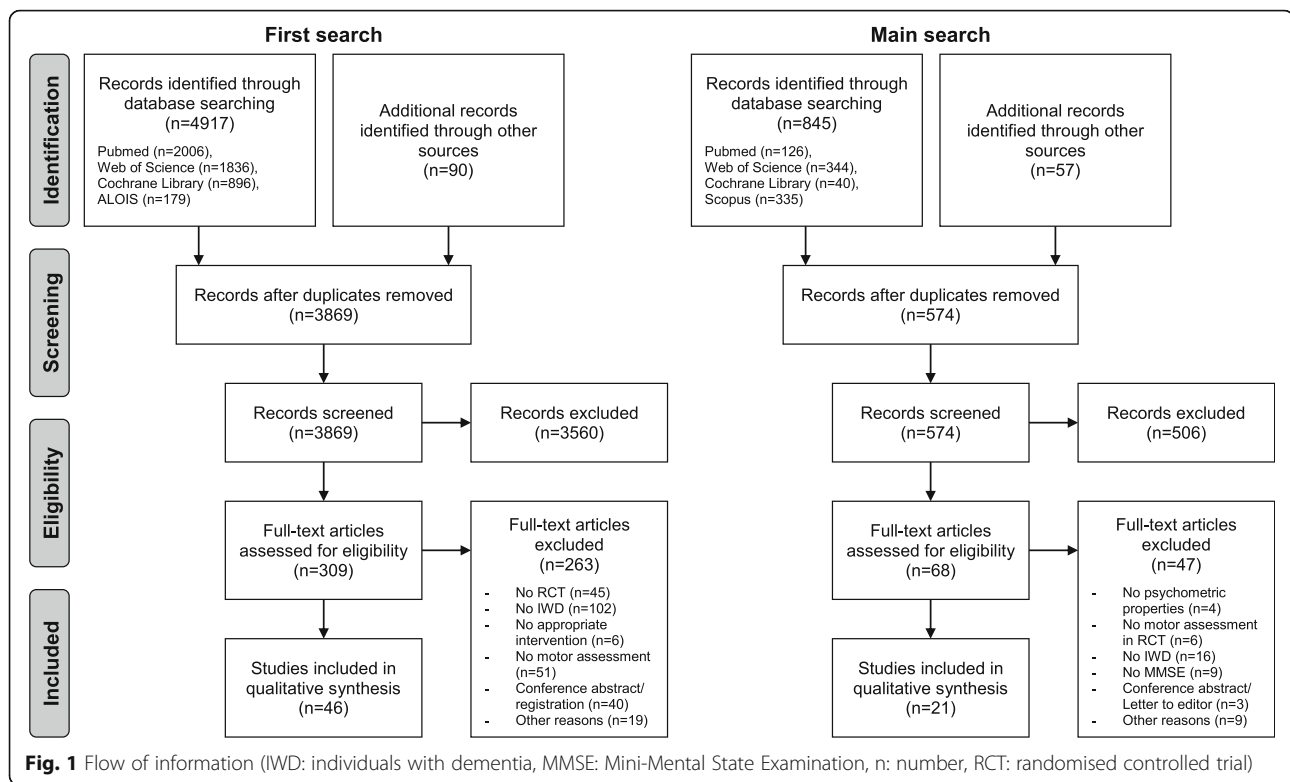 First search
Main search
Identification
Screening
Eligibility
Included
Records identified through
database searching
(n=4917)
Pubmed (n=2006),
Web of Science (n=1836),
Cochrane Library (n=896),
ALOIS (n=179)
Additional records
identified through other
sources
(n=90)
Records after duplicates removed
(n=3869)
Records screened
(n=3869)
Records excluded
(n=3560)
Full-text articles
assessed for eligibility
(n=309)
Full-text articles
excluded
(n=263)
- No RCT (n=45)
- No IWD (n=102)
- No appropriate
intervention (n=6)
- No motor assessment
(n=51)
- Conference abstract/
registration (n=40)
- Other reasons (n=19)
Studies included in
qualitative synthesis
(n=46)
Records identified through
database searching
(n=845)
Pubmed (n=126),
Web of Science (n=344),
Cochrane Library (n=40),
Scopus (n=335)
Additional records
identified through other
sources
(n=57)
Records after duplicates removed
(n=574)
Records screened
(n=574)
Records excluded
(n=506)
Full-text articles
assessed for eligibility
(n=68)
Full-text articles
excluded
(n=47)
- No psychometric
properties (n=4)
- No motor assessment
in RCT (n=6)
- No IWD (n=16)
- No MMSE (n=9)
- Conference abstract/
Letter to editor (n=3)
- Other reasons (n=9)
Studies included in
qualitative synthesis
(n=21)
Fig. 1 Flow of information (IWD: individuals with dementia, MMSE: Mini-Mental State Examination, n: number, RCT: randomised controlled trial)